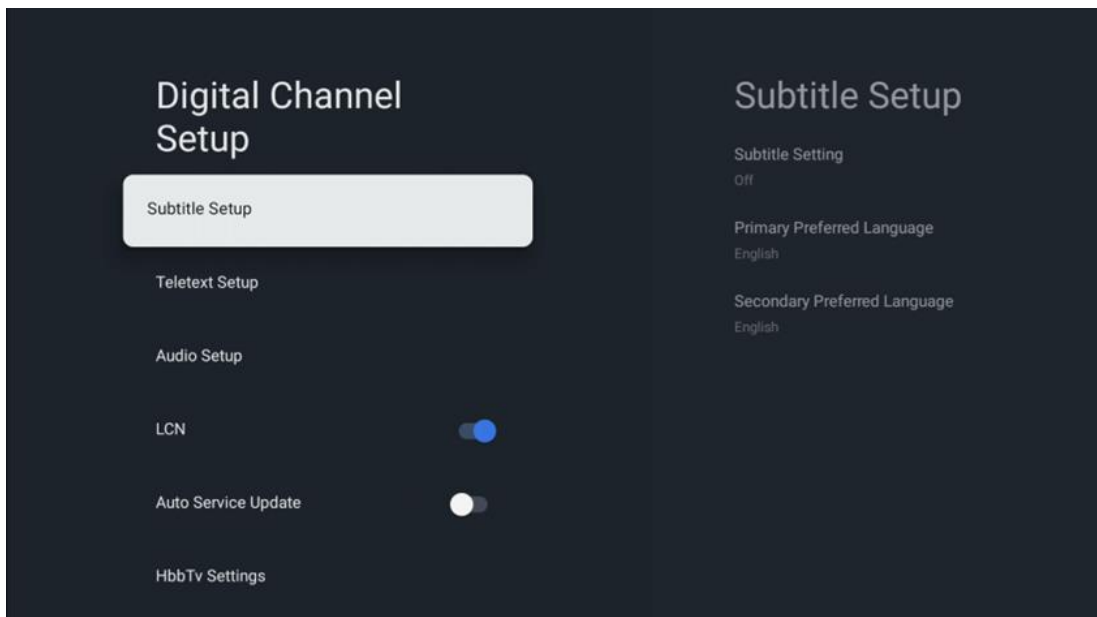 Digital Channel
Setup
Subtitle Setup
Teletext Setup
Audio Setup
LCN
Auto Service Update
HbbTv Settings
Subtitle Setup
Subtitle Setting
Off
Primary Preferred Language
English
Secondary Preferred Language
English